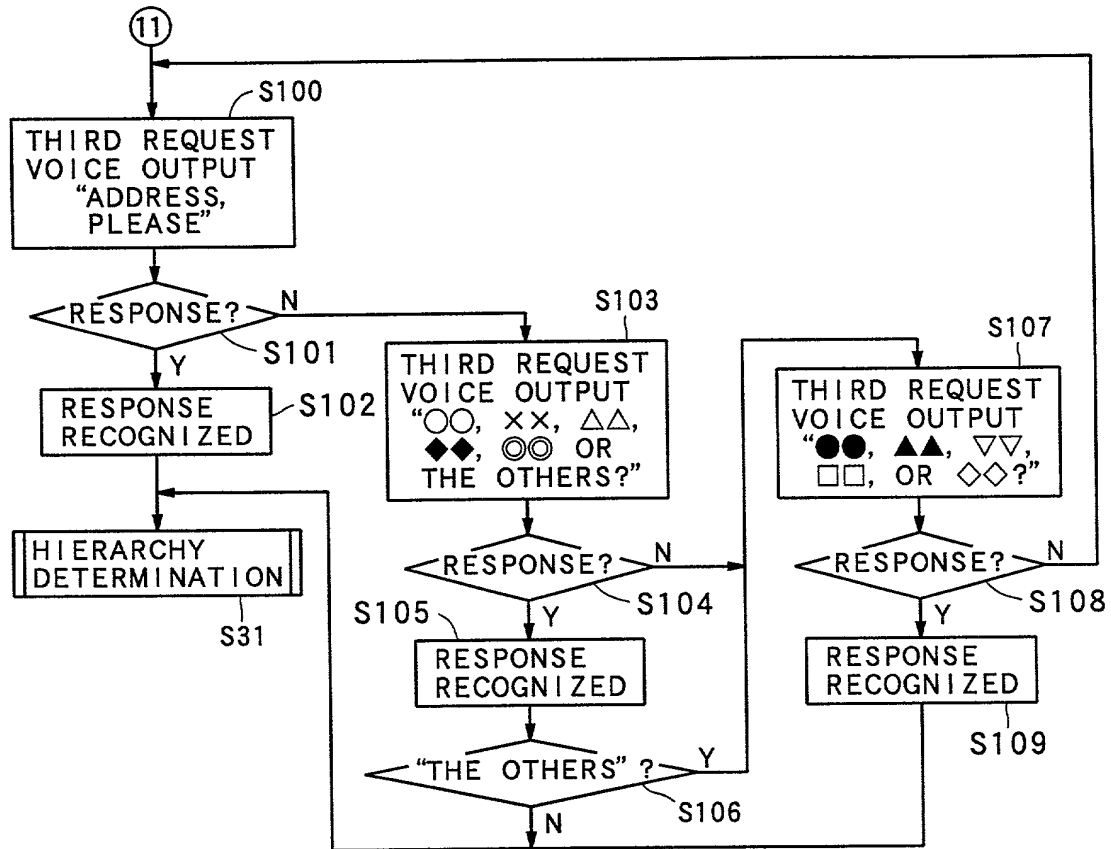 11
S100
THIRD REQUEST
VOICE OUTPUT
“ADDRESS,
PLEASE”
RESPONSE?
N
S101
Y
RESPONSE
RECOGNIZED
S102
HIERARCHY
DETERMINATION
S31
S103
THIRD REQUEST
VOICE OUTPUT
“○○, ××, △△,
◆◆, ◎◎ OR
THE OTHERS?”
RESPONSE?
N
S104
Y
S105
RESPONSE
RECOGNIZED
“THE OTHERS”?
Y
S106
N
S107
THIRD REQUEST
VOICE OUTPUT
“●●, ▲▲, ▽▽,
□□, OR ◇◇?”
RESPONSE?
N
S108
Y
RESPONSE
RECOGNIZED
S109